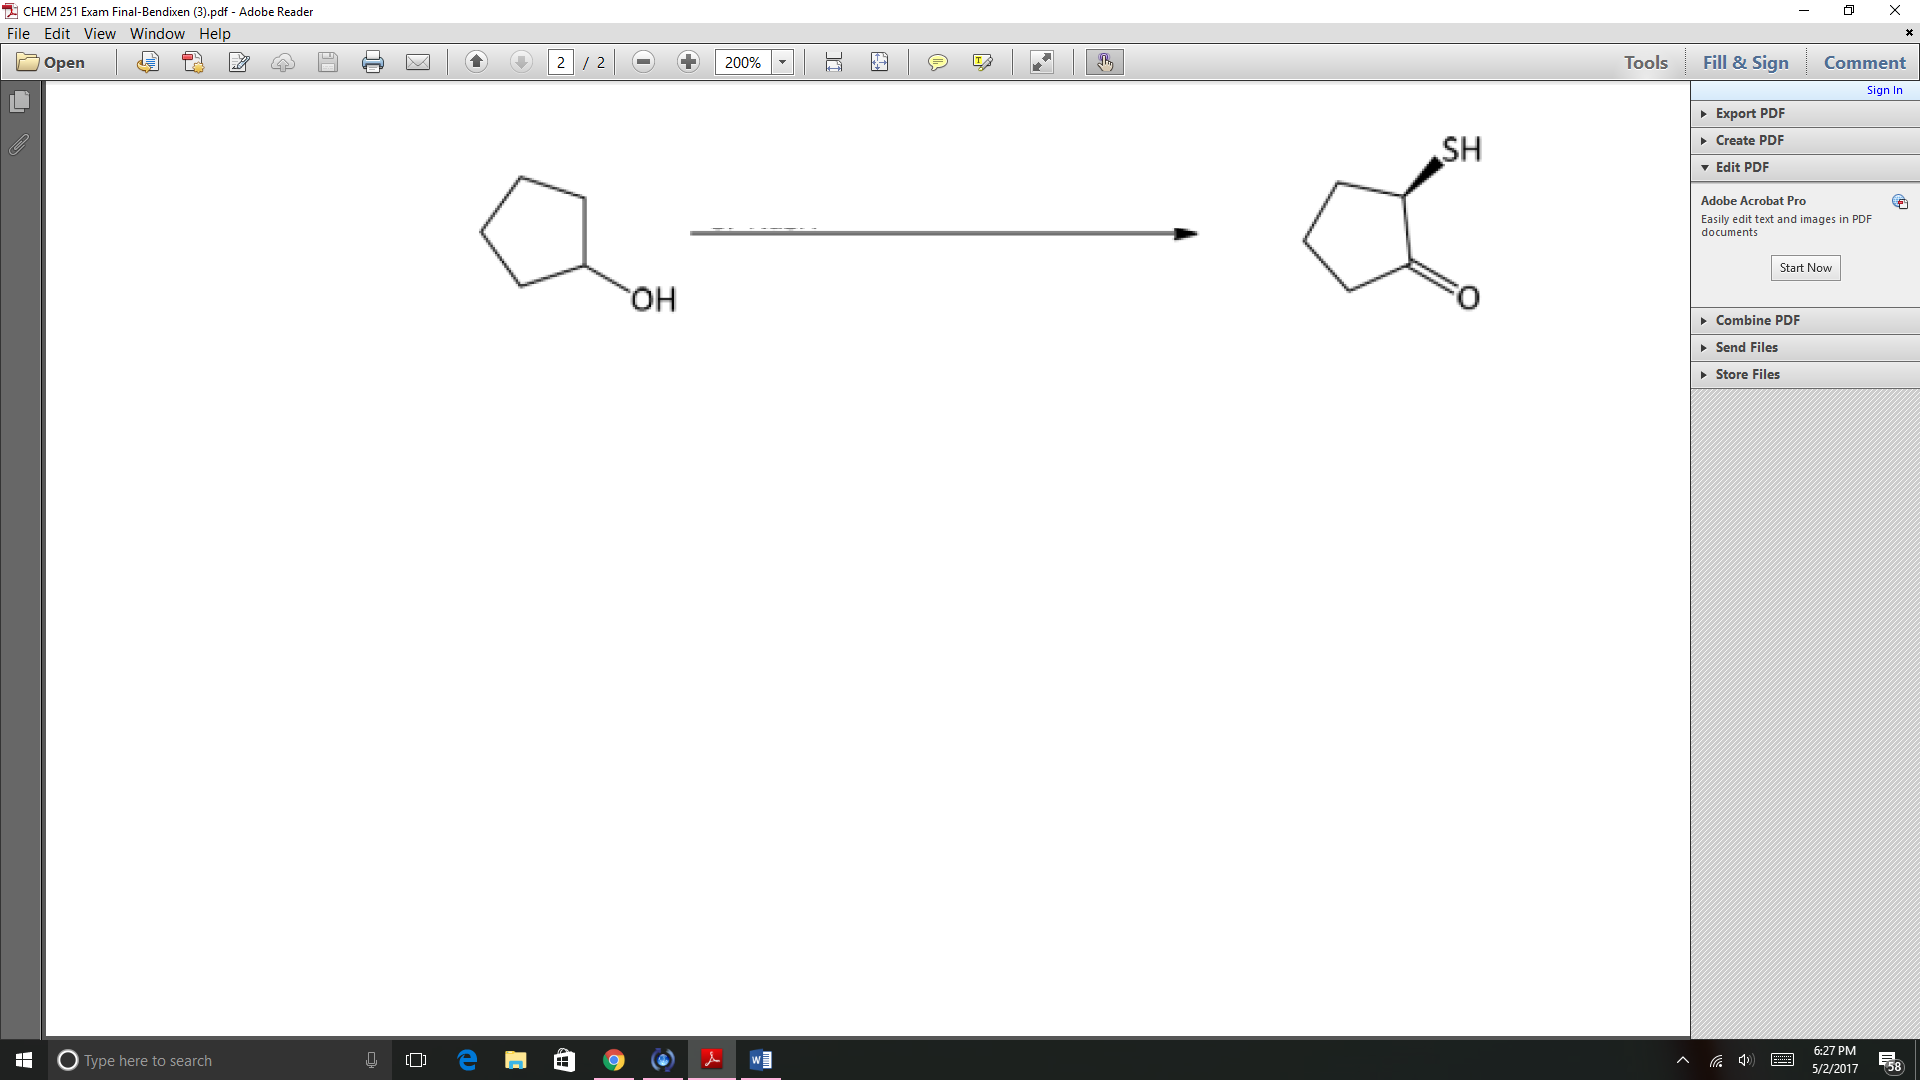 CHEM 251 Exam Final-Bendixen (3).pdf - Adobe Reader
File Edit View Window Help
Open 2 / 2 200% Tools Fill & Sign Comment
Sign In
Export PDF
Create PDF
Edit PDF
Adobe Acrobat Pro
Easily edit text and images in PDF
documents
Start Now
Combine PDF
Send Files
Store Files
SH
OH
O
Type here to search
6:27 PM
5/2/2017
58